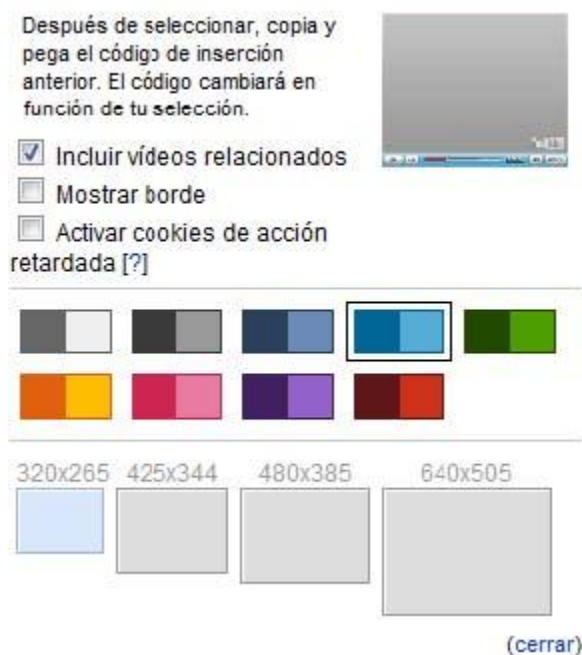 Después de seleccionar, copia y
pega el código de inserción
anterior. El código cambiará en
función de tu selección.
Incluir vídeos relacionados
Mostrar borde
Activar cookies de acción
retardada [?]
320x265 425x344 480x385 640x505
(cerrar)